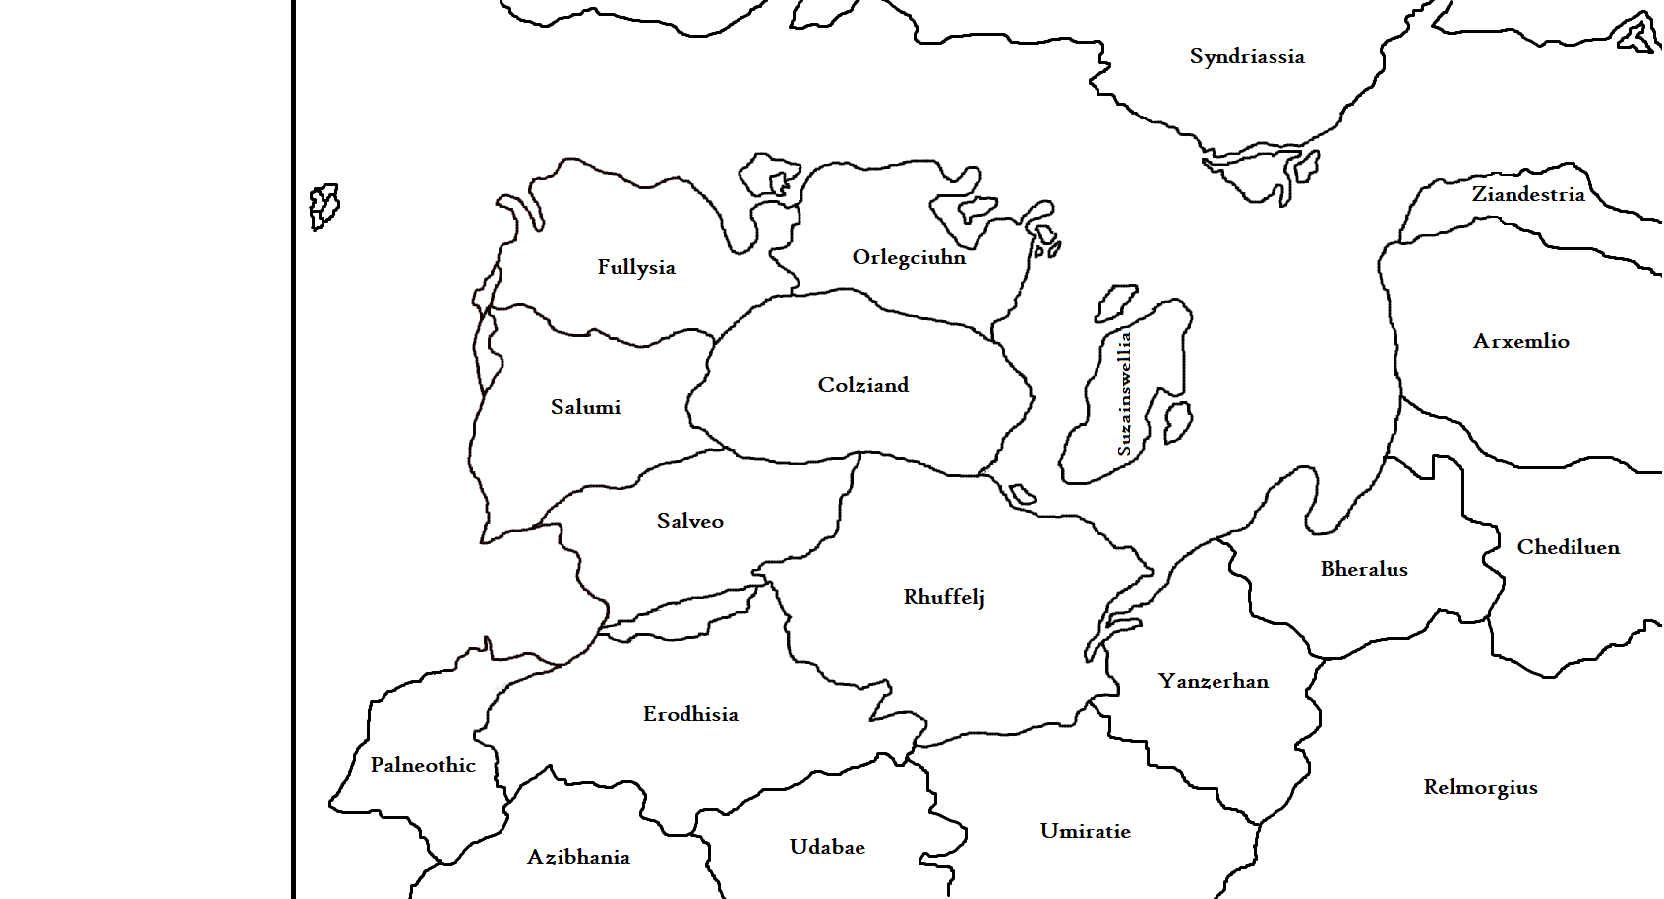 Syndriassia
Ziandestria
Fullysia
Orlegciuhn
Arxemlio
Suzainswellia
Colziand
Salumi
Salveo
Chediluen
Bheralus
Rhuffelj
Yanzerhan
Erodhisia
Palneothic
Relmorgius
Umiratie
Udabae
Azibhania